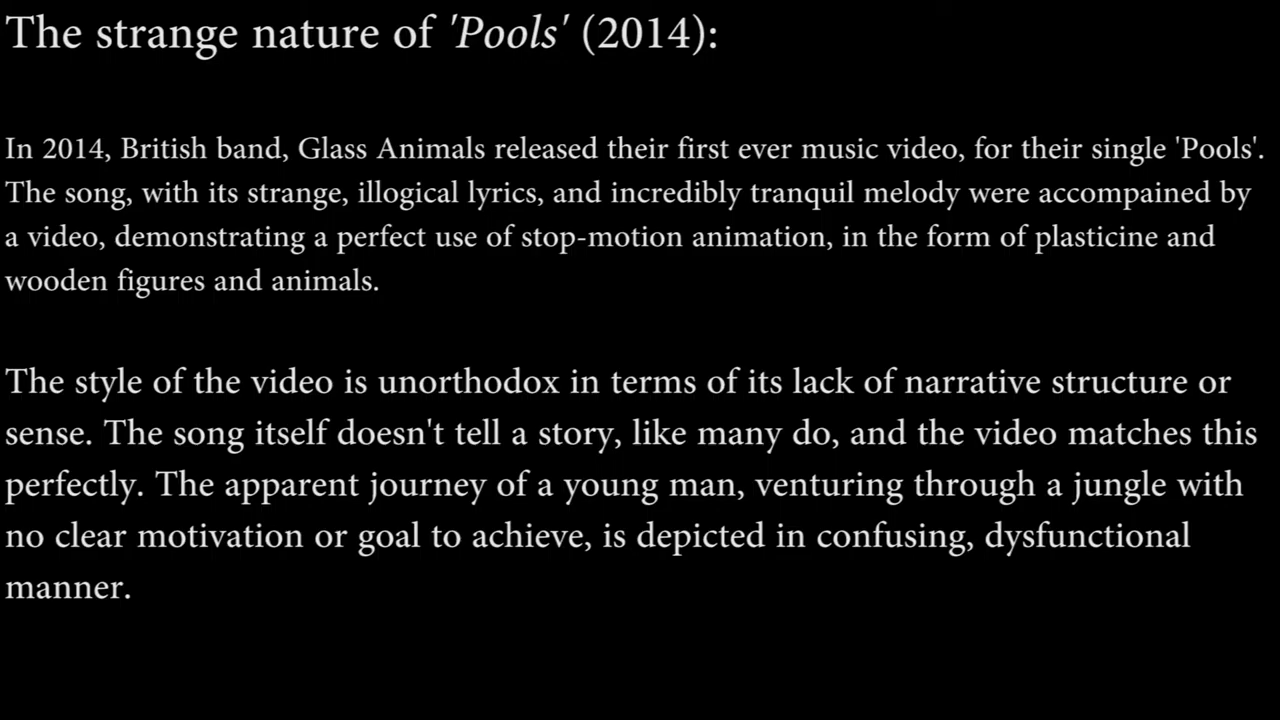 The strange nature of 'Pools' (2014):
In 2014, British band, Glass Animals released their first ever music video, for their single 'Pools'.
The song, with its strange, illogical lyrics, and incredibly tranquil melody were accompained by
a video, demonstrating a perfect use of stop-motion animation, in the form of plasticine and
wooden figures and animals.
The style of the video is unorthodox in terms of its lack of narrative structure or
sense. The song itself doesn't tell a story, like many do, and the video matches this
perfectly. The apparent journey of a young man, venturing through a jungle with
no clear motivation or goal to achieve, is depicted in confusing, dysfunctional
manner.